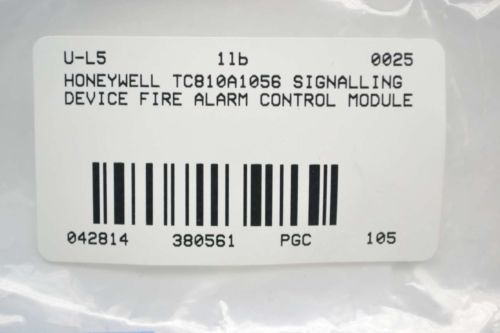 U-L5 1lb 0025
HONEYWELL TC810A1056 SIGNALLING
DEVICE FIRE ALARM CONTROL MODULE
042814 380561 PGC 105